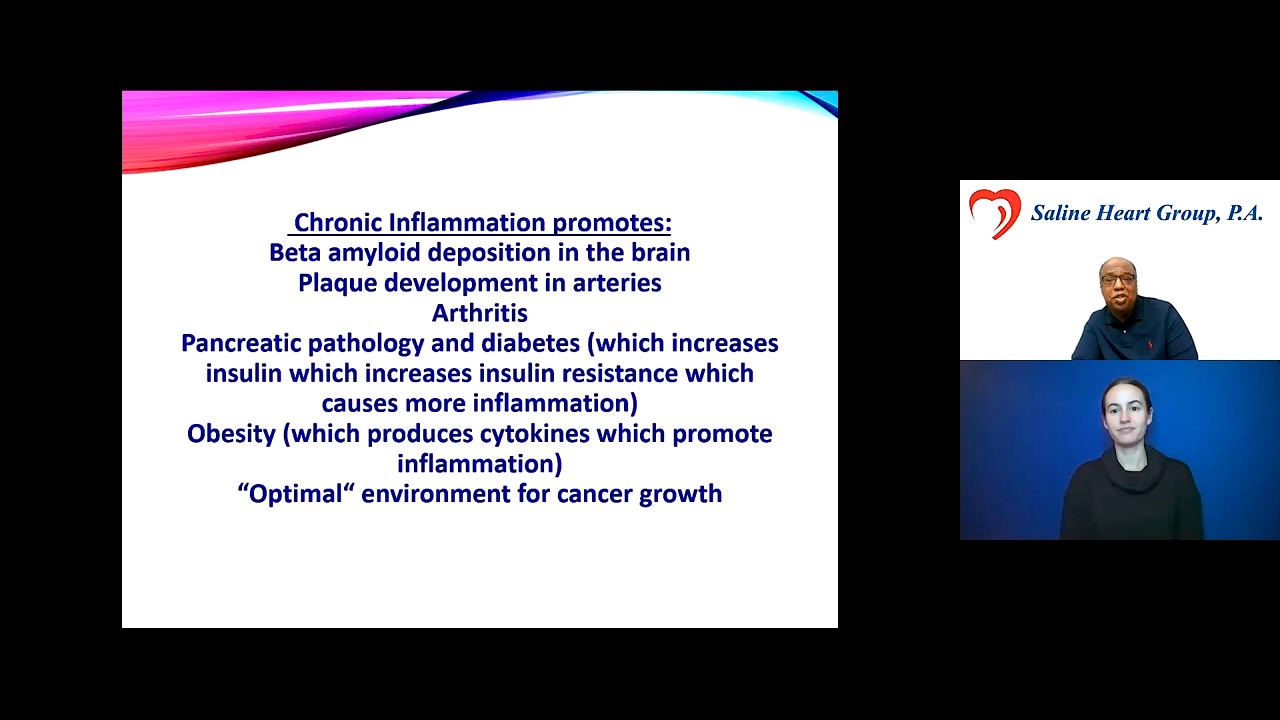 Chronic Inflammation promotes:
Beta amyloid deposition in the brain
Plaque development in arteries
Arthritis
Pancreatic pathology and diabetes (which increases
insulin which increases insulin resistance which
causes more inflammation)
Obesity (which produces cytokines which promote
inflammation)
“Optimal“ environment for cancer growth
Saline Heart Group, P.A.